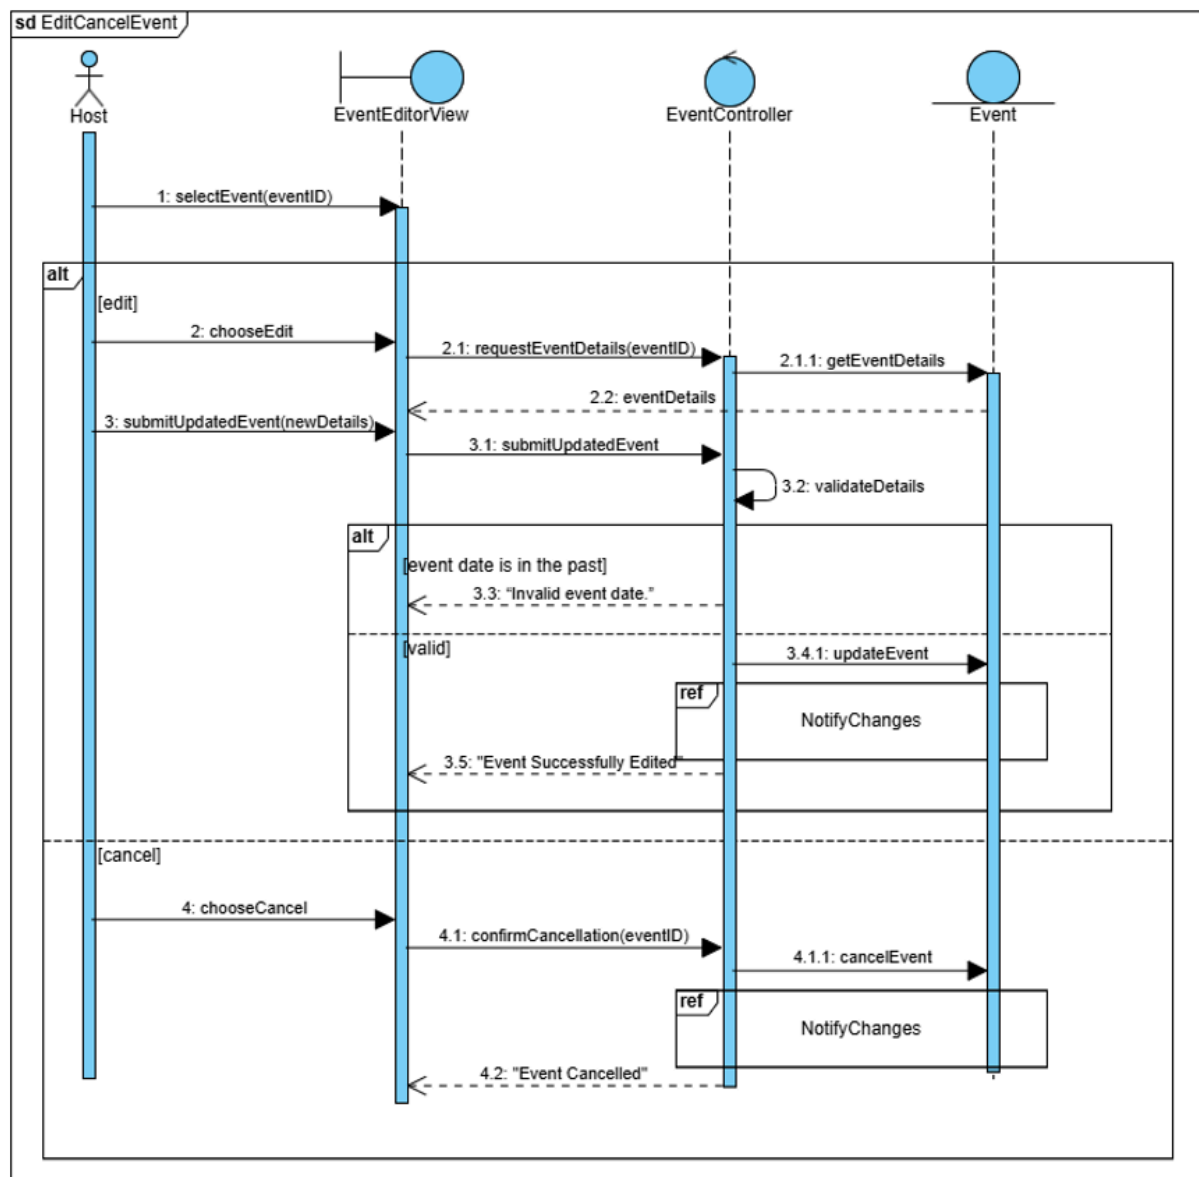 sd EditCancelEvent
Host
EventEditorView
EventController
Event
1: selectEvent(eventID)
alt
[edit]
2: chooseEdit
2.1: requestEventDetails(eventID)
2.1.1: getEventDetails
2.2: eventDetails
3: submitUpdatedEvent(newDetails)
3.1: submitUpdatedEvent
3.2: validateDetails
alt
[event date is in the past]
3.3: “Invalid event date.”
[valid]
3.4.1: updateEvent
ref
NotifyChanges
3.5: "Event Successfully Edited"
[cancel]
4: chooseCancel
4.1: confirmCancellation(eventID)
4.1.1: cancelEvent
ref
NotifyChanges
4.2: "Event Cancelled"